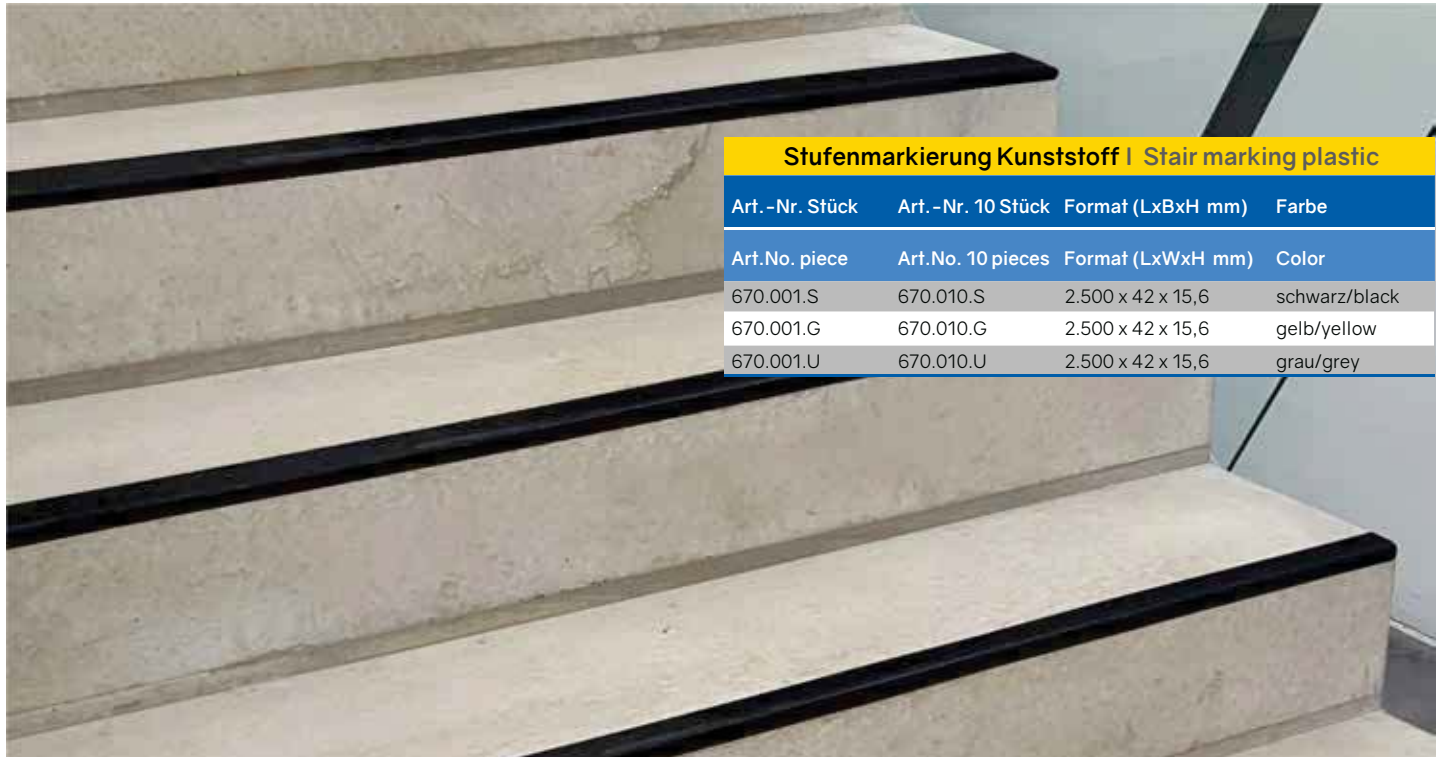 Stufenmarkierung Kunststoff I Stair marking plastic
Art.-Nr. Stück Art.-Nr. 10 Stück Format (LxBxH mm) Farbe
Art.No. piece Art.No. 10 pieces Format (LxWxH mm) Color
670.001.S 670.010.S 2.500 x 42 x 15,6 schwarz/black
670.001.G 670.010.G 2.500 x 42 x 15,6 gelb/yellow
670.001.U 670.010.U 2.500 x 42 x 15,6 grau/grey